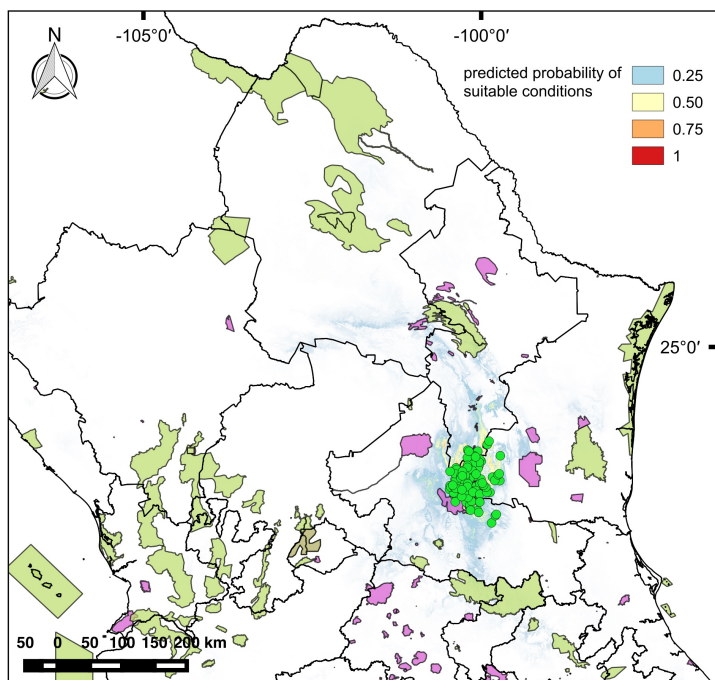 -105°0′ -100°0′
N
predicted probability of
suitable conditions
0.25
0.50
0.75
1
25°0′
50 0 50 100 150 200 km